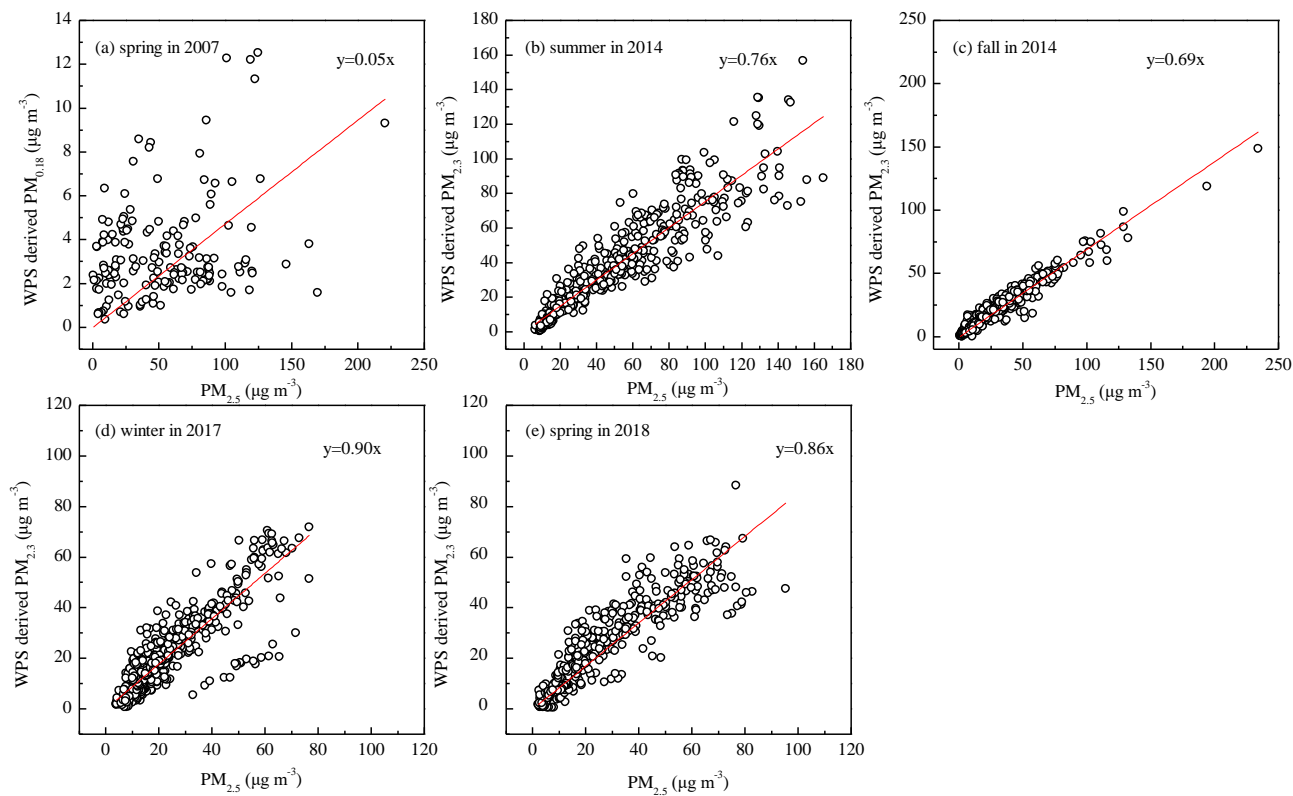 (a) spring in 2007
y=0.05x
WPS derived PM0.18 (μg m-3)
14
12
10
8
6
4
2
0
0 50 100 150 200 250
PM2.5 (μg m-3)
(b) summer in 2014
y=0.76x
WPS derived PM2.3 (μg m-3)
180
160
140
120
100
80
60
40
20
0
0 20 40 60 80 100 120 140 160 180
PM2.5 (μg m-3)
(c) fall in 2014
y=0.69x
WPS derived PM2.3 (μg m-3)
250
200
150
100
50
0
0 50 100 150 200 250
PM2.5 (μg m-3)
(d) winter in 2017
y=0.90x
WPS derived PM2.3 (μg m-3)
120
100
80
60
40
20
0
0 20 40 60 80 100 120
PM2.5 (μg m-3)
(e) spring in 2018
y=0.86x
WPS derived PM2.3 (μg m-3)
120
100
80
60
40
20
0
0 20 40 60 80 100 120
PM2.5 (μg m-3)